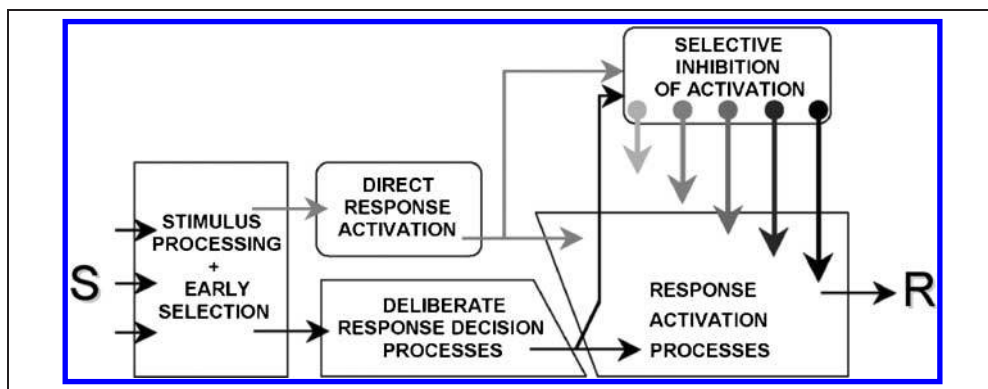 SELECTIVE
INHIBITION
OF ACTIVATION
DIRECT
RESPONSE
ACTIVATION
STIMULUS
PROCESSING
+
EARLY
SELECTION
S
DELIBERATE
RESPONSE DECISION
PROCESSES
RESPONSE
ACTIVATION
PROCESSES
R